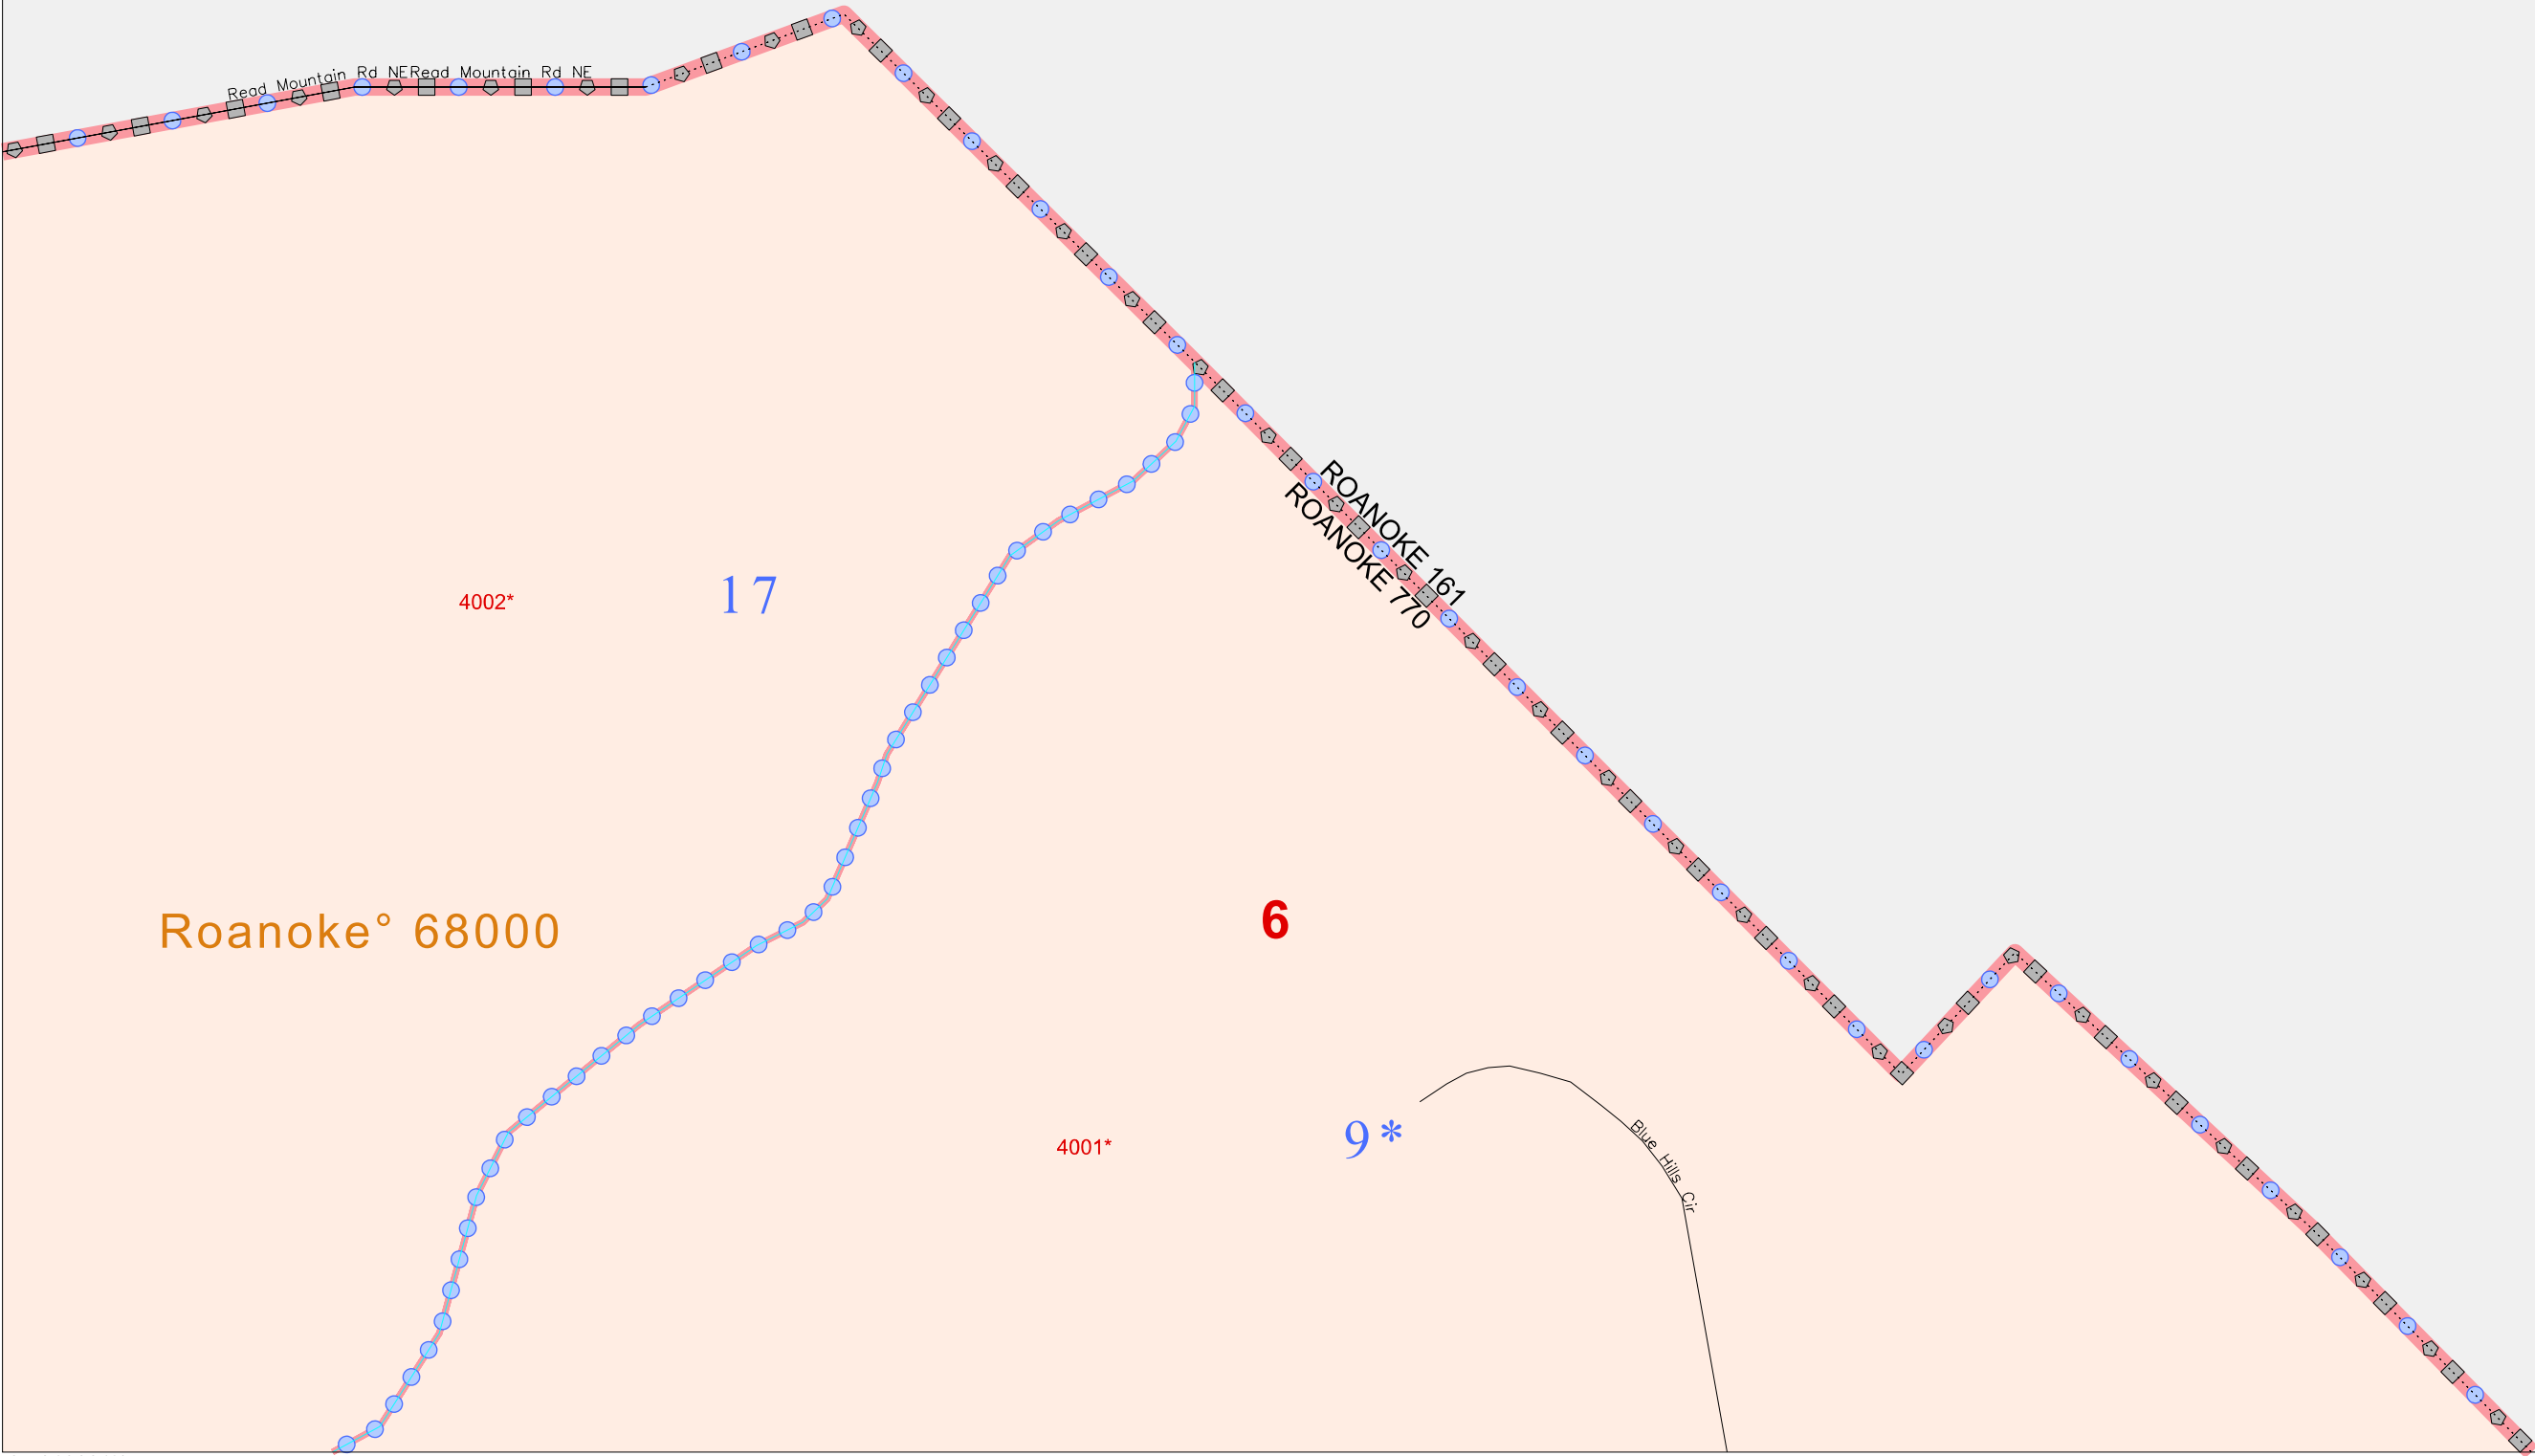 Read Mountain Rd NE
Read Mountain Rd NE
ROANOKE 161
ROANOKE 770
4002*
17
Roanoke° 68000
6
9*
4001*
Blue Hills Cir